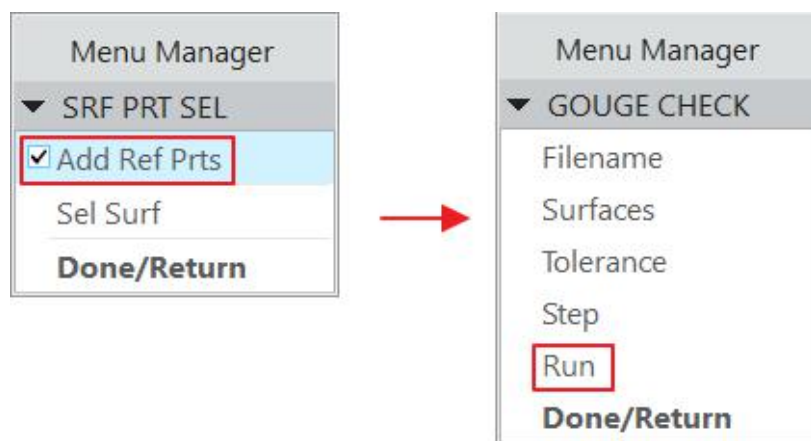 Menu Manager
SRF PRT SEL
Add Ref Prts
Sel Surf
Done/Return
Menu Manager
GOUGE CHECK
Filename
Surfaces
Tolerance
Step
Run
Done/Return